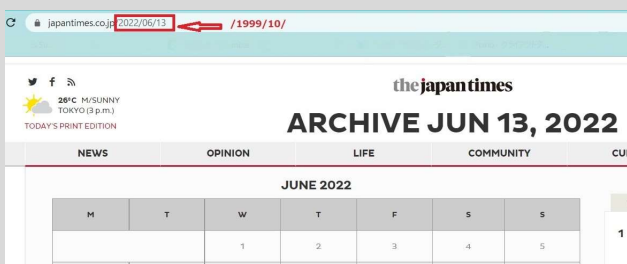 japantimes.co.jp/2022/06/13 /1999/10/
the japan times
26°C M/SUNNY
TOKYO (3 p.m.)
TODAY'S PRINT EDITION
ARCHIVE JUN 13, 2022
NEWS OPINION LIFE COMMUNITY CU
JUNE 2022
M T W T F S S
1 2 3 4 5
1